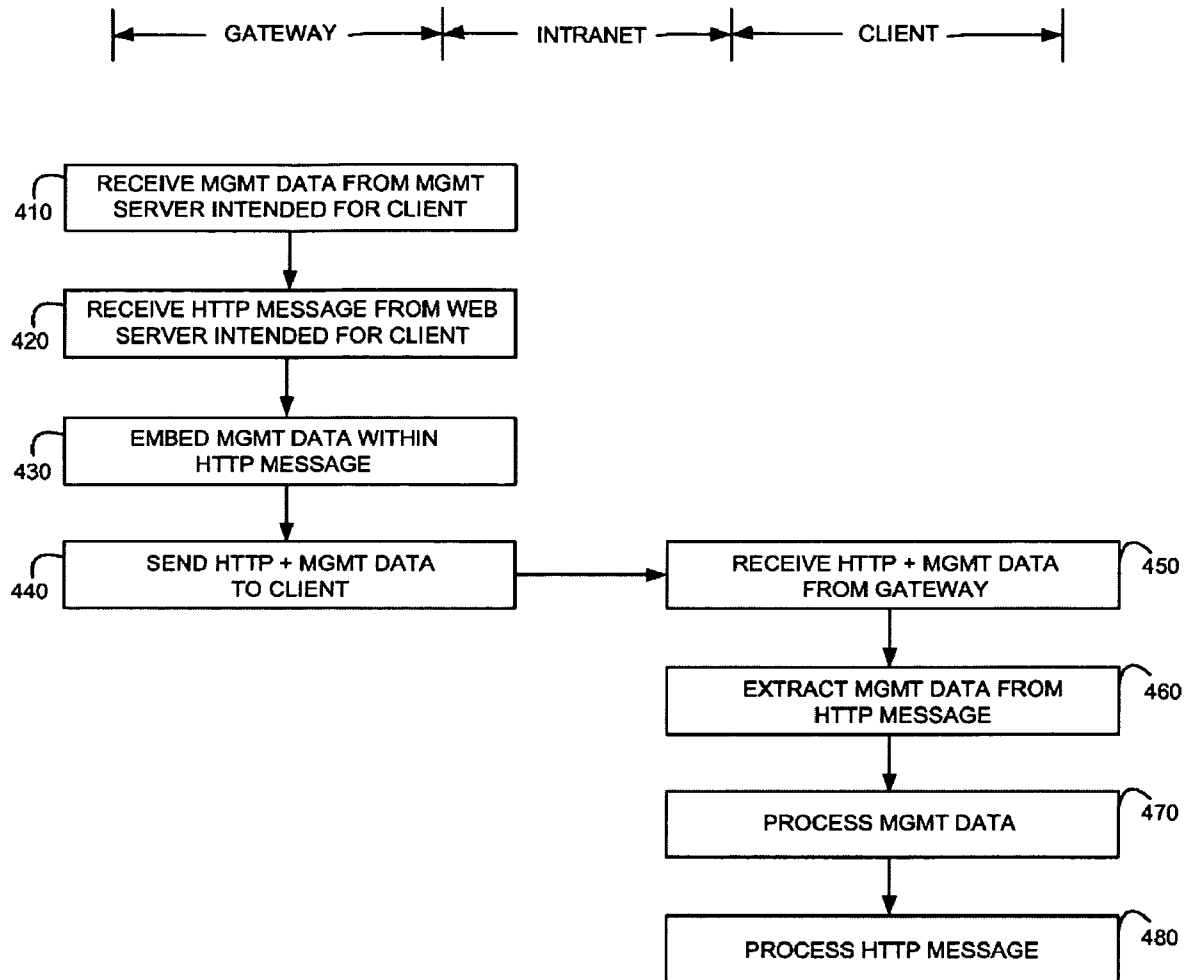 GATEWAY INTRANET CLIENT
RECEIVE MGMT DATA FROM MGMT
SERVER INTENDED FOR CLIENT
410
RECEIVE HTTP MESSAGE FROM WEB
SERVER INTENDED FOR CLIENT
420
EMBED MGMT DATA WITHIN
HTTP MESSAGE
430
SEND HTTP + MGMT DATA
TO CLIENT
440
RECEIVE HTTP + MGMT DATA
FROM GATEWAY
450
EXTRACT MGMT DATA FROM
HTTP MESSAGE
460
PROCESS MGMT DATA
470
PROCESS HTTP MESSAGE
480